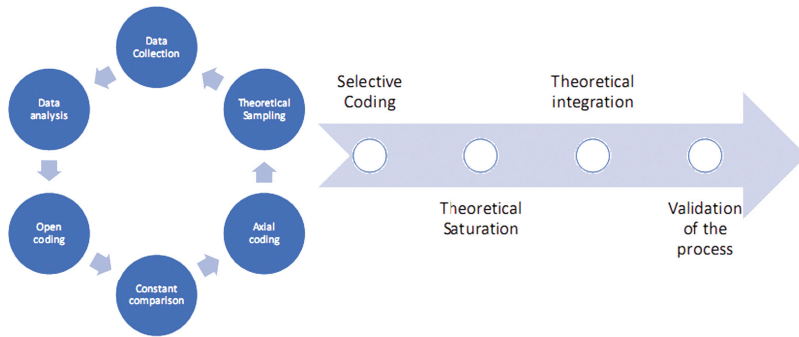 Data
Collection
Data
analysis
Open
coding
Constant
comparison
Axial
coding
Theoretical
Sampling
Selective
Coding
Theoretical
Saturation
Theoretical
integration
Validation
of the
process